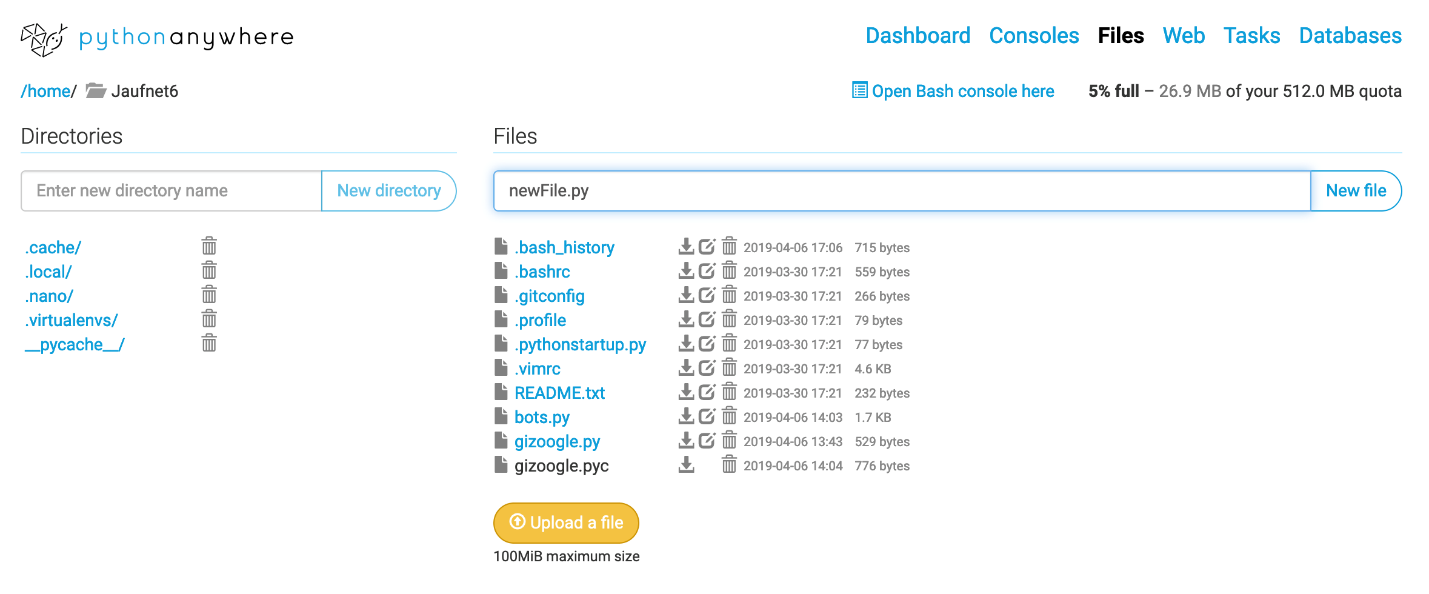 pythonanywhere
Dashboard Consoles Files Web Tasks Databases
/home/ Jaufnet6
Open Bash console here 5% full – 26.9 MB of your 512.0 MB quota
Directories
Enter new directory name New directory
.cache/
.local/
.nano/
.virtualenvs/
__pycache__/
Files
newFile.py New file
.bash_history 2019-04-06 17:06 715 bytes
.bashrc 2019-03-30 17:21 559 bytes
.gitconfig 2019-03-30 17:21 266 bytes
.profile 2019-03-30 17:21 79 bytes
.pythonstartup.py 2019-03-30 17:21 77 bytes
.vimrc 2019-03-30 17:21 4.6 KB
README.txt 2019-03-30 17:21 232 bytes
bots.py 2019-04-06 14:03 1.7 KB
gizoogle.py 2019-04-06 13:43 529 bytes
gizoogle.pyc 2019-04-06 14:04 776 bytes
Upload a file
100MiB maximum size